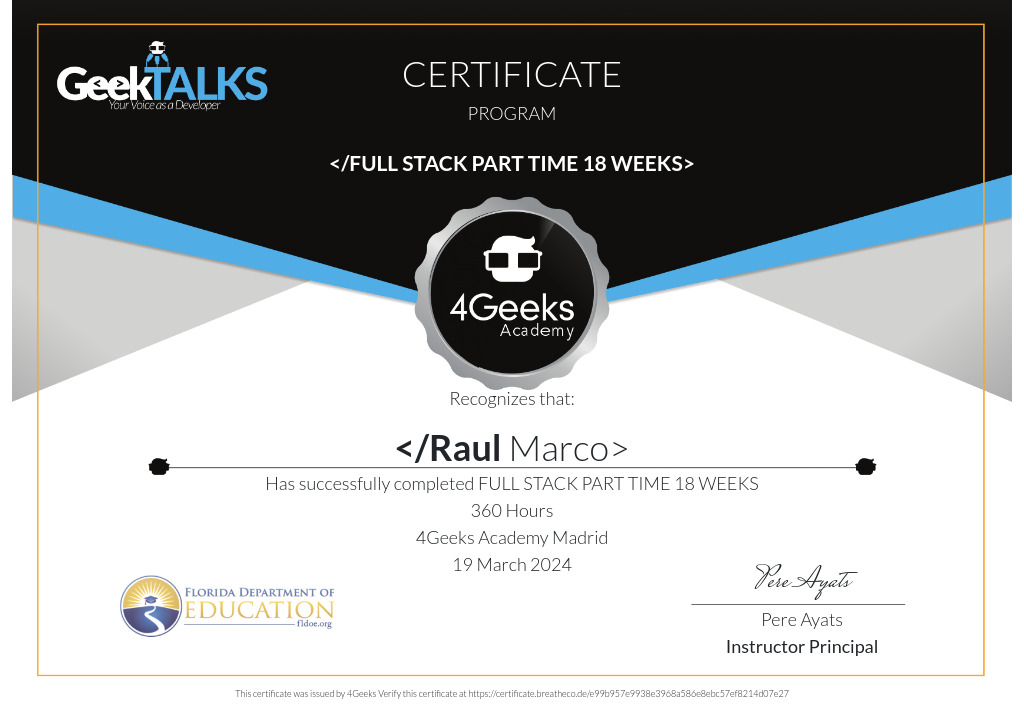 GeekTALKS
Your Voice as a Developer
CERTIFICATE
PROGRAM
</FULL STACK PART TIME 18 WEEKS>
4Geeks
Academy
Recognizes that:
</Raul Marco>
Has successfully completed FULL STACK PART TIME 18 WEEKS
360 Hours
4Geeks Academy Madrid
19 March 2024
FLORIDA DEPARTMENT OF
EDUCATION
fldoe.org
Pere Ayats
Pere Ayats
Instructor Principal
This certificate was issued by 4Geeks Verify this certificate at https://certificate.breatheco.de/e99b957e9938e3968a586e8ebc57ef8214d07e27